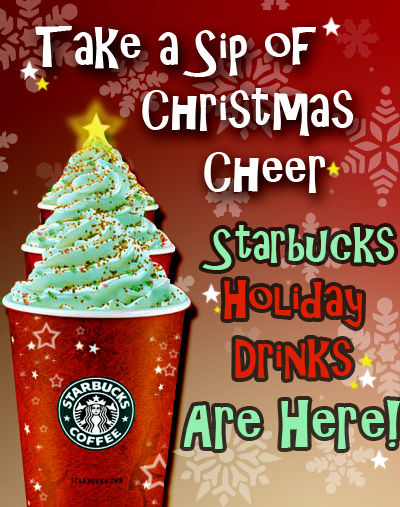 Take a Sip of
Christmas
Cheer
Starbucks
Holiday
Drinks
Are Here!
STARBUCKS
COFFEE